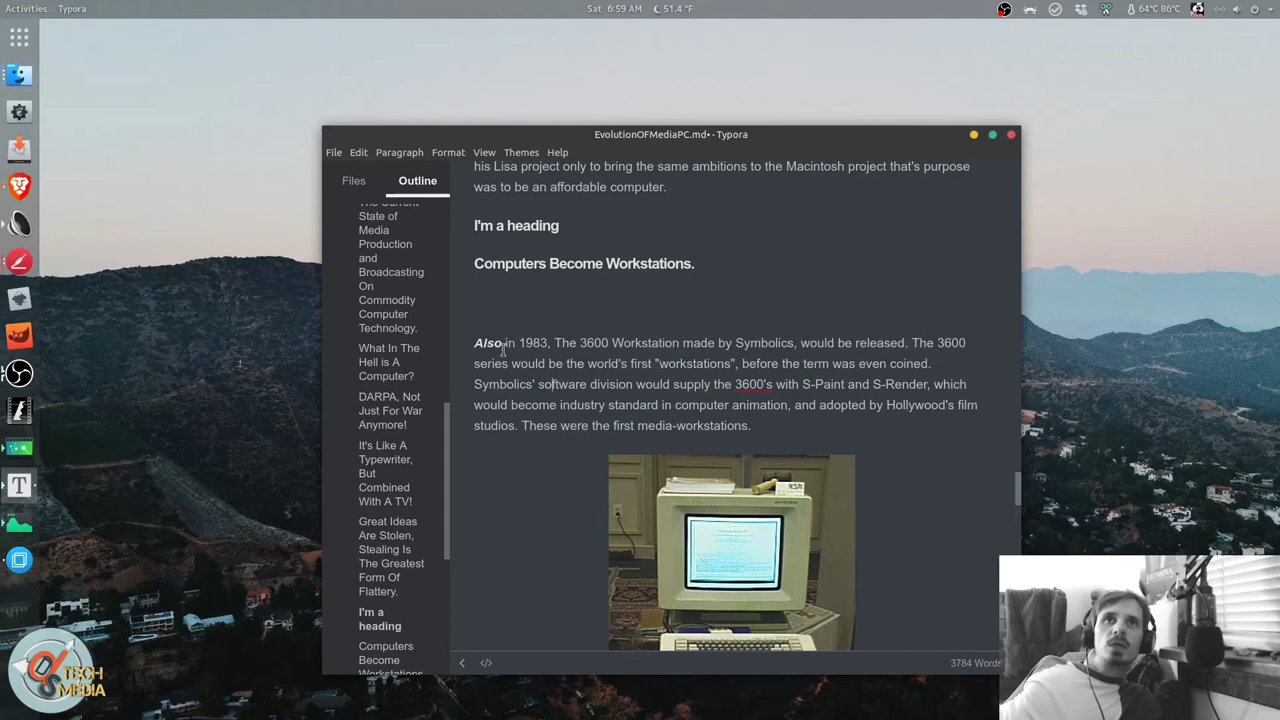 Activities Typora Sat 6:59 AM 51.4 °F 64°C 86°C
EvolutionOFMediaPC.md• - Typora
File Edit Paragraph Format View Themes Help
Files Outline
The Current
State of
Media
Production
and
Broadcasting
On
Commodity
Computer
Technology.
What In The
Hell is A
Computer?
DARPA, Not
Just For War
Anymore!
It's Like A
Typewriter,
But
Combined
With A TV!
Great Ideas
Are Stolen,
Stealing Is
The Greatest
Form Of
Flattery.
I'm a
heading
Computers
Become
Workstations
his Lisa project only to bring the same ambitions to the Macintosh project that's purpose
was to be an affordable computer.
I'm a heading
Computers Become Workstations.
Also in 1983, The 3600 Workstation made by Symbolics, would be released. The 3600
series would be the world's first "workstations", before the term was even coined.
Symbolics' software division would supply the 3600's with S-Paint and S-Render, which
would become industry standard in computer animation, and adopted by Hollywood's film
studios. These were the first media-workstations.
3784 Words
TECH
MEDIA